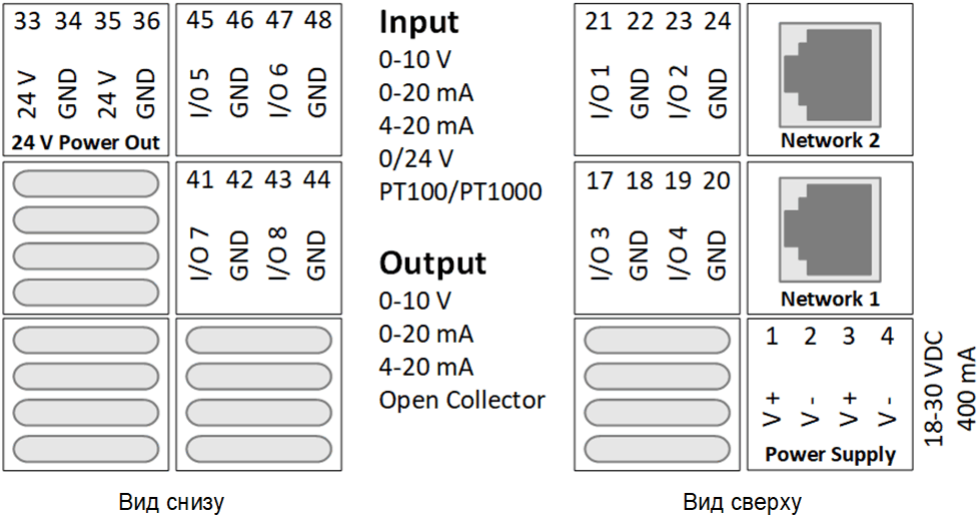 33 34 35 36
24 V GND 24 V GND
24 V Power Out
45 46 47 48
I/0 5 GND I/O 6 GND
41 42 43 44
I/O 7 GND I/O 8 GND
Input
0-10 V
0-20 mA
4-20 mA
0/24 V
PT100/PT1000
Output
0-10 V
0-20 mA
4-20 mA
Open Collector
21 22 23 24
I/O 1 GND I/O 2 GND
Network 2
17 18 19 20
I/O 3 GND I/O 4 GND
Network 1
1 2 3 4
V + V - V + V -
Power Supply
18-30 VDC
400 mA
Вид снизу
Вид сверху